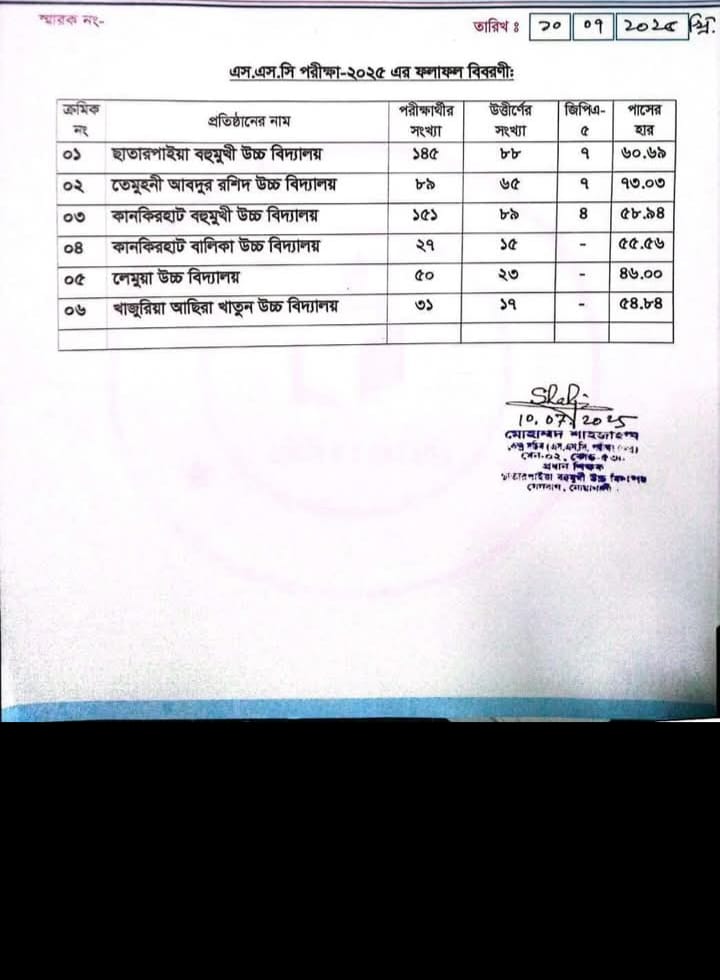 স্মারক নং-
তারিখ ঃ ১০ ০৭ ২০২৫ খ্রি.
এস.এস.সি পরীক্ষা-২০২৫ এর ফলাফল বিবরণী:
ক্রমিক নং প্রতিষ্ঠানের নাম পরীক্ষার্থীর সংখ্যা উত্তীর্ণের সংখ্যা জিপিএ-৫ পাসের হার
০১ ছাতারপাইয়া বহুমুখী উচ্চ বিদ্যালয় ১৪৫ ৮৮ ৭ ৬০.৬৯
০২ তেমুহনী আবদুর রশিদ উচ্চ বিদ্যালয় ৮৯ ৬৫ ৭ ৭৩.০৩
০৩ কানকিরহাট বহুমুখী উচ্চ বিদ্যালয় ১৫১ ৮৯ ৪ ৫৮.৯৪
০৪ কানকিরহাট বালিকা উচ্চ বিদ্যালয় ২৭ ১৫ - ৫৫.৫৬
০৫ লেমুয়া উচ্চ বিদ্যালয় ৫০ ২৩ - ৪৬.০০
০৬ খাজুরিয়া আছিরা খাতুন উচ্চ বিদ্যালয় ৩১ ১৭ - ৫৪.৮৪
10.07.2025
মোহাম্মদ শাহজাহান
প্রধান শিক্ষক
ছাতারপাইয়া বহুমুখী উচ্চ বিদ্যালয়
সেনবাগ, নোয়াখালী।